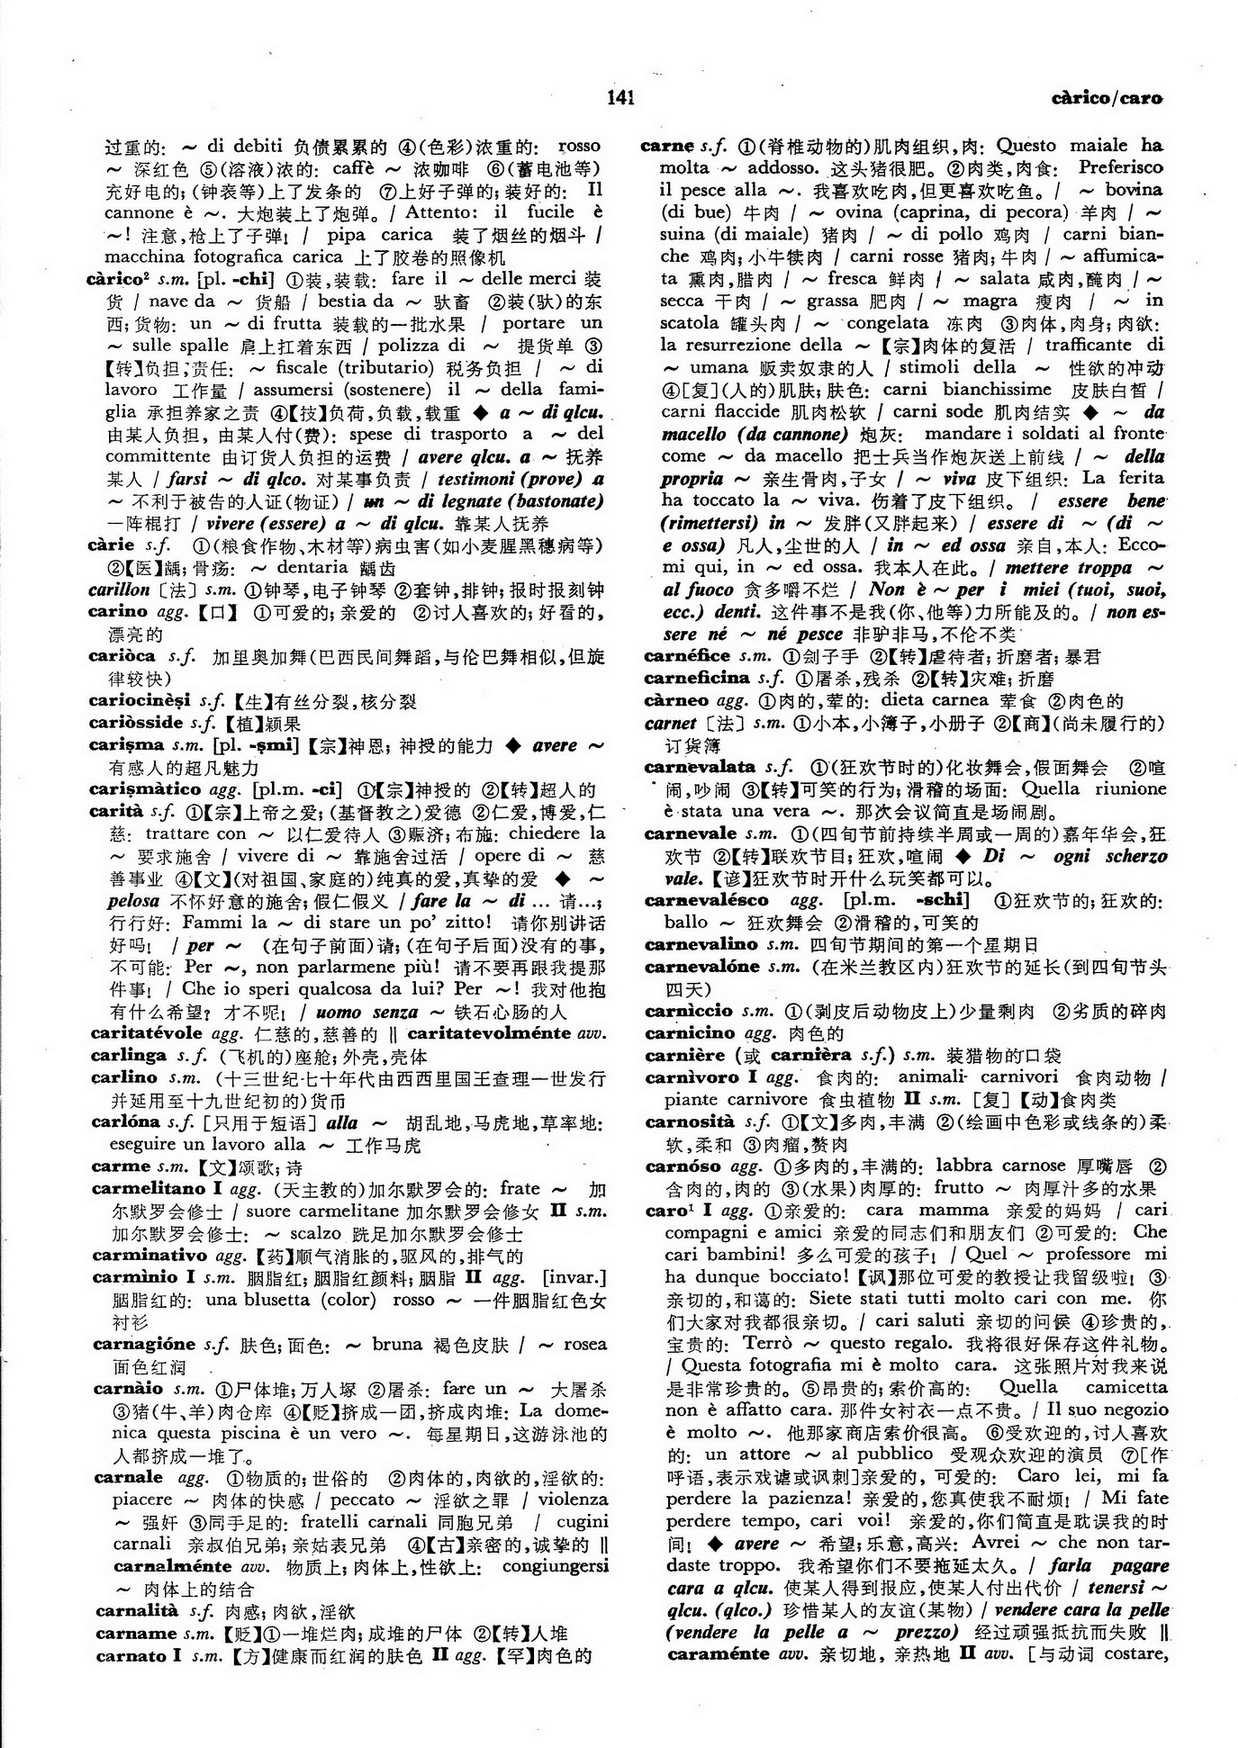 141
càrico/caro
过重的: ~ di debiti 负债累累的 ④(色彩)浓重的: rosso
~ 深红色 ⑤(溶液)浓的: caffè ~ 浓咖啡 ⑥(蓄电池等)
充好电的; (钟表等)上了发条的 ⑦上好子弹的; 装好的: Il
cannone è ~. 大炮装上了炮弹。/ Attento: il fucile è
~! 注意,枪上了子弹! / pipa carica 装了烟丝的烟斗 /
macchina fotografica carica 上了胶卷的照像机
càrico² s.m. [pl. -chi] ①装,装载: fare il ~ delle merci 装
货 / nave da ~ 货船 / bestia da ~ 驮畜 ②装(驮)的东
西; 货物: un ~ di frutta 装载的一批水果 / portare un
~ sulle spalle 肩上扛着东西 / polizza di ~ 提货单 ③
【转】负担;责任: ~ fiscale (tributario) 税务负担 / ~ di
lavoro 工作量 / assumersi (sostenere) il ~ della fami-
glia 承担养家之责 ④【技】负荷,负载,载重 ◆ a ~ di qlcu.
由某人负担, 由某人付(费): spese di trasporto a ~ del
committente 由订货人负担的运费 / avere qlcu. a ~ 抚养
某人 / farsi ~ di qlco. 对某事负责 / testimoni (prove) a
~ 不利于被告的人证(物证) / un ~ di legnate (bastonate)
一阵棍打 / vivere (essere) a ~ di qlcu. 靠某人抚养
càrie s.f. ①(粮食作物、木材等)病虫害(如小麦腥黑穗病等)
②【医】龋; 骨疡: ~ dentaria 龋齿
carillon [法] s.m. ①钟琴,电子钟琴 ②套钟,排钟; 报时报刻钟
carino agg. 【口】 ①可爱的; 亲爱的 ②讨人喜欢的; 好看的,
漂亮的
cariòca s.f. 加里奥加舞(巴西民间舞蹈,与伦巴舞相似,但旋
律较快)
cariocinèṣi s.f. 【生】有丝分裂,核分裂
cariòsside s.f. 【植】颖果
cariṣma s.m. [pl. -ṣmi] 【宗】神恩; 神授的能力 ◆ avere ~
有感人的超凡魅力
cariṣmàtico agg. [pl.m. -ci] ①【宗】神授的 ②【转】超人的
carità s.f. ①【宗】上帝之爱; (基督教之)爱德 ②仁爱,博爱,仁
慈: trattare con ~ 以仁爱待人 ③赈济; 布施: chiedere la
~ 要求施舍 / vivere di ~ 靠施舍过活 / opere di ~ 慈
善事业 ④【文】(对祖国、家庭的)纯真的爱,真挚的爱 ◆ ~
pelosa 不怀好意的施舍; 假仁假义 / fare la ~ di ... 请...;
行行好: Fammi la ~ di stare un po' zitto! 请你别讲话
好吗! / per ~ (在句子前面)请; (在句子后面)没有的事,
不可能: Per ~, non parlarmene più! 请不要再跟我提那
件事! / Che io speri qualcosa da lui? Per ~! 我对他抱
有什么希望? 才不呢! / uomo senza ~ 铁石心肠的人
caritatévole agg. 仁慈的,慈善的 ‖ caritatevolménte avv.
carlinga s.f. (飞机的)座舱; 外壳,壳体
carlino s.m. (十三世纪七十年代由西西里国王查理一世发行
并延用至十九世纪初的)货币
carlóna s.f. [只用于短语] alla ~ 胡乱地,马虎地,草率地:
eseguire un lavoro alla ~ 工作马虎
carme s.m. 【文】颂歌; 诗
carmelitano I agg. (天主教的)加尔默罗会的: frate ~ 加
尔默罗会修士 / suore carmelitane 加尔默罗会修女 II s.m.
加尔默罗会修士: ~ scalzo 跣足加尔默罗会修士
carminativo agg. 【药】顺气消胀的,驱风的,排气的
carmìnio I s.m. 胭脂红; 胭脂红颜料; 胭脂 II agg. [invar.]
胭脂红的: una blusetta (color) rosso ~ 一件胭脂红色女
衬衫
carnagióne s.f. 肤色; 面色: ~ bruna 褐色皮肤 / ~ rosea
面色红润
carnàio s.m. ①尸体堆; 万人塚 ②屠杀: fare un ~ 大屠杀
③猪(牛、羊)肉仓库 ④【贬】挤成一团,挤成肉堆: La dome-
nica questa piscina è un vero ~. 每星期日,这游泳池的
人都挤成一堆了。
carnale agg. ①物质的; 世俗的 ②肉体的,肉欲的,淫欲的:
piacere ~ 肉体的快感 / peccato ~ 淫欲之罪 / violenza
~ 强奸 ③同手足的: fratelli carnali 同胞兄弟 / cugini
carnali 亲叔伯兄弟; 亲姑表兄弟 ④【古】亲密的,诚挚的 ‖
carnalménte avv. 物质上; 肉体上,性欲上: congiungersi
~ 肉体上的结合
carnalità s.f. 肉感; 肉欲,淫欲
carname s.m. 【贬】①一堆烂肉; 成堆的尸体 ②【转】人堆
carnato I s.m. 【方】健康而红润的肤色 II agg. 【罕】肉色的
carne s.f. ①(脊椎动物的)肌肉组织,肉: Questo maiale ha
molta ~ addosso. 这头猪很肥。②肉类,肉食: Preferisco
il pesce alla ~. 我喜欢吃肉,但更喜欢吃鱼。/ ~ bovina
(di bue) 牛肉 / ~ ovina (caprina, di pecora) 羊肉 / ~
suina (di maiale) 猪肉 / ~ di pollo 鸡肉 / carni bian-
che 鸡肉; 小牛犊肉 / carni rosse 猪肉; 牛肉 / ~ affumica-
ta 熏肉,腊肉 / ~ fresca 鲜肉 / ~ salata 咸肉,醃肉 / ~
secca 干肉 / ~ grassa 肥肉 / ~ magra 瘦肉 / ~ in
scatola 罐头肉 / ~ congelata 冻肉 ③肉体,肉身; 肉欲:
la resurrezione della ~ 【宗】肉体的复活 / trafficante di
~ umana 贩卖奴隶的人 / stimoli della ~ 性欲的冲动
④[复](人的)肌肤; 肤色: carni bianchissime 皮肤白皙 /
carni flaccide 肌肉松软 / carni sode 肌肉结实 ◆ ~ da
macello (da cannone) 炮灰: mandare i soldati al fronte
come ~ da macello 把士兵当作炮灰送上前线 / ~ della
propria ~ 亲生骨肉,子女 / ~ viva 皮下组织: La ferita
ha toccato la ~ viva. 伤着了皮下组织。/ essere bene
(rimettersi) in ~ 发胖(又胖起来) / essere di ~ (di ~
e ossa) 凡人,尘世的人 / in ~ ed ossa 亲自,本人: Ecco-
mi qui, in ~ ed ossa. 我本人在此。/ mettere troppa ~
al fuoco 贪多嚼不烂 / Non è ~ per i miei (tuoi, suoi,
ecc.) denti. 这件事不是我(你、他等)力所能及的。/ non es-
sere né ~ né pesce 非驴非马,不伦不类
carnéfice s.m. ①刽子手 ②【转】虐待者; 折磨者; 暴君
carneficina s.f. ①屠杀,残杀 ②【转】灾难; 折磨
càrneo agg. ①肉的,荤的: dieta carnea 荤食 ②肉色的
carnet [法] s.m. ①小本,小簿子,小册子 ②【商】(尚未履行的)
订货簿
carnevalata s.f. ①(狂欢节时的)化妆舞会,假面舞会 ②喧
闹,吵闹 ③【转】可笑的行为; 滑稽的场面: Quella riunione
è stata una vera ~. 那次会议简直是场闹剧。
carnevale s.m. ①(四旬节前持续半周或一周的)嘉年华会,狂
欢节 ②【转】联欢节目; 狂欢,喧闹 ◆ Di ~ ogni scherzo
vale. 【谚】狂欢节时开什么玩笑都可以。
carnevalésco agg. [pl.m. -schi] ①狂欢节的; 狂欢的:
ballo ~ 狂欢舞会 ②滑稽的,可笑的
carnevalino s.m. 四旬节期间的第一个星期日
carnevalóne s.m. (在米兰教区内)狂欢节的延长(到四旬节头
四天)
carnìccio s.m. ①(剥皮后动物皮上)少量剩肉 ②劣质的碎肉
carnicino agg. 肉色的
carnière (或 carnièra s.f.) s.m. 装猎物的口袋
carnìvoro I agg. 食肉的: animali carnivori 食肉动物 /
piante carnivore 食虫植物 II s.m. [复]【动】食肉类
carnosità s.f. ①【文】多肉,丰满 ②(绘画中色彩或线条的)柔
软,柔和 ③肉瘤,赘肉
carnóso agg. ①多肉的,丰满的: labbra carnose 厚嘴唇 ②
含肉的,肉的 ③(水果)肉厚的: frutto ~ 肉厚汁多的水果
caro¹ I agg. ①亲爱的: cara mamma 亲爱的妈妈 / cari
compagni e amici 亲爱的同志们和朋友们 ②可爱的: Che
cari bambini! 多么可爱的孩子! / Quel ~ professore mi
ha dunque bocciato! 【讽】那位可爱的教授让我留级啦! ③
亲切的,和蔼的: Siete stati tutti molto cari con me. 你
们大家对我都很亲切。/ cari saluti 亲切的问侯 ④珍贵的,
宝贵的: Terrò ~ questo regalo. 我将很好保存这件礼物。
/ Questa fotografia mi è molto cara. 这张照片对我来说
是非常珍贵的。⑤昂贵的; 索价高的: Quella camicetta
non è affatto cara. 那件女衬衣一点不贵。/ Il suo negozio
è molto ~. 他那家商店索价很高。⑥受欢迎的,讨人喜欢
的: un attore ~ al pubblico 受观众欢迎的演员 ⑦[作
呼语,表示戏谑或讽刺]亲爱的, 可爱的: Caro lei, mi fa
perdere la pazienza! 亲爱的,您真使我不耐烦! / Mi fate
perdere tempo, cari voi! 亲爱的,你们简直是耽误我的时
间! ◆ avere ~ 希望; 乐意,高兴: Avrei ~ che non tar-
daste troppo. 我希望你们不要拖延太久。/ farla pagare
cara a qlcu. 使某人得到报应,使某人付出代价 / tenersi ~
qlcu. (qlco.) 珍惜某人的友谊(某物) / vendere cara la pelle
(vendere la pelle a ~ prezzo) 经过顽强抵抗而失败 ‖
caraménte avv. 亲切地, 亲热地 II avv. [与动词 costare,